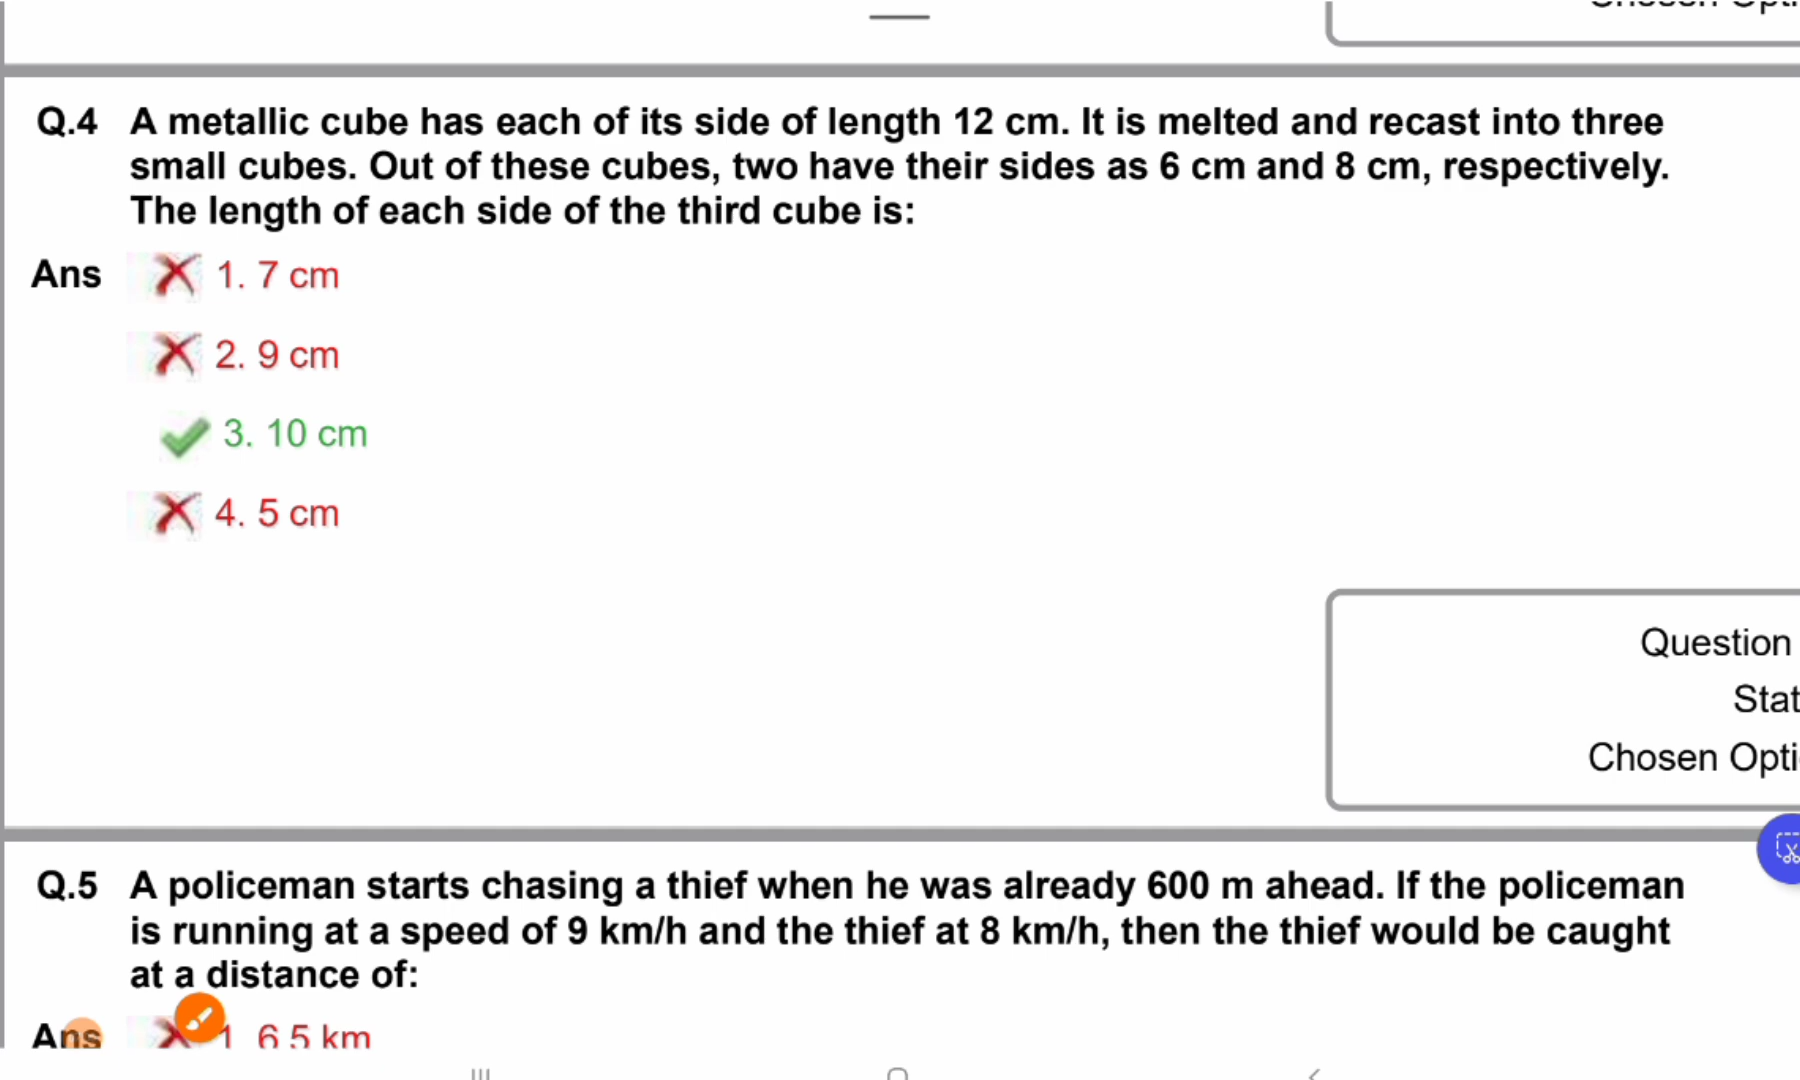 Q.4 A metallic cube has each of its side of length 12 cm. It is melted and recast into three
small cubes. Out of these cubes, two have their sides as 6 cm and 8 cm, respectively.
The length of each side of the third cube is:
Ans 1. 7 cm
2. 9 cm
3. 10 cm
4. 5 cm
Question
Chosen
Q.5 A policeman starts chasing a thief when he was already 600 m ahead. If the policeman
is running at a speed of 9 km/h and the thief at 8 km/h, then the thief would be caught
at a distance of:
Ans 1 6 5 km